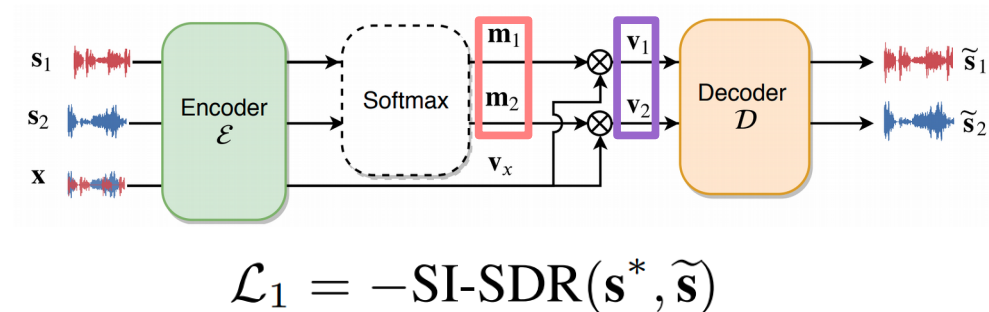 s₁ Encoder ℰ Softmax m₁ v₁ Decoder 𝒟 s̃₁
s₂ m₂ v₂ s̃₂
x vₓ
ℒ₁ = −SI-SDR(s*, s̃)